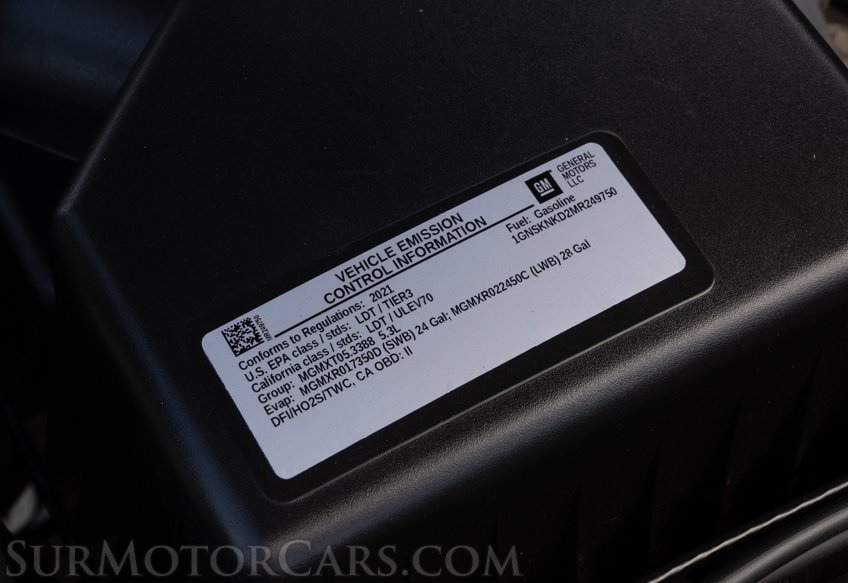 VEHICLE EMISSION
CONTROL INFORMATION
GM
GENERAL
MOTORS
LLC
Conforms to Regulations: 2021
Fuel: Gasoline
U.S. EPA class / stds: LDT / TIER3
1GNSKNKD2MR249750
California class / stds: LDT / ULEV70
Group: MGMXT05.3388 5.3L
Evap: MGMXR017350D (SWB) 24 Gal; MGMXR022450C (LWB) 28 Gal
DFI/HO2S/TWC, CA OBD: II
SURMOTORCARS.COM